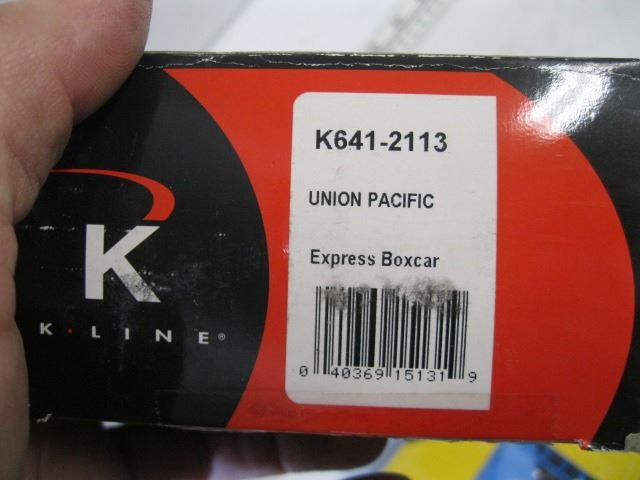 K641-2113
UNION PACIFIC
Express Boxcar
0 40369 15131 9
K
K·LINE®